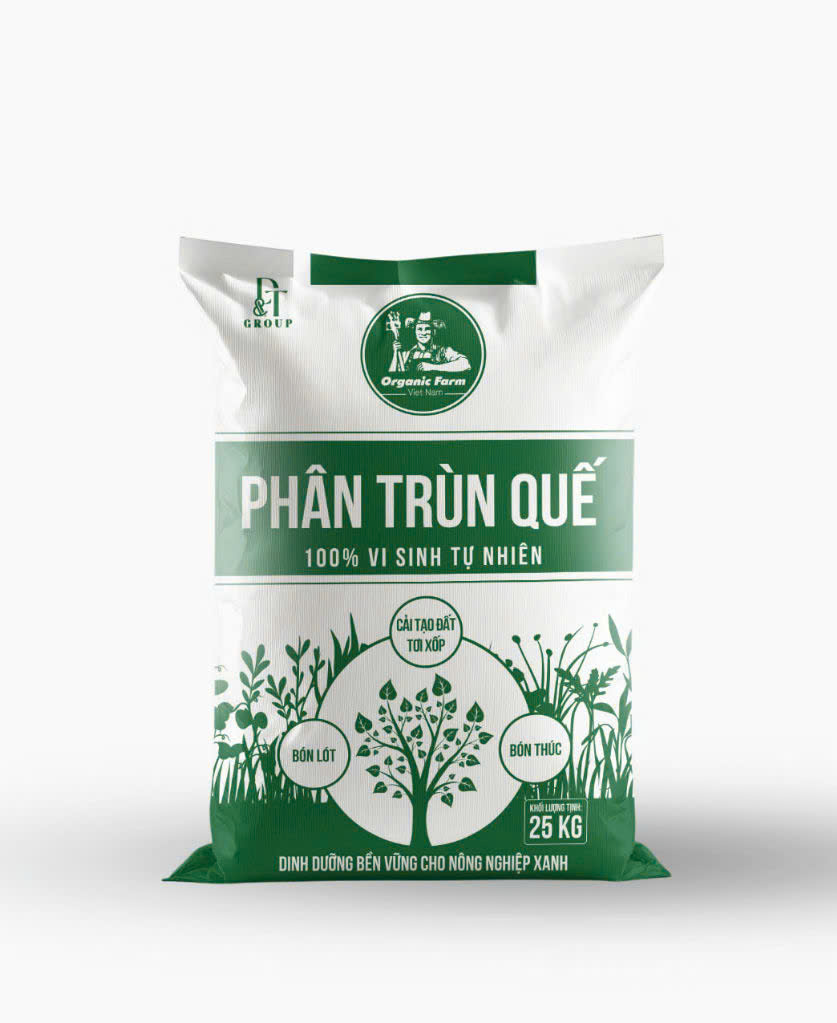 D&T
GROUP
Organic Farm
Viet Nam
PHÂN TRÙN QUẾ
100% VI SINH TỰ NHIÊN
CẢI TẠO ĐẤT
TƠI XỐP
BÓN LÓT
BÓN THÚC
KHỐI LƯỢNG TỊNH:
25 KG
DINH DƯỠNG BỀN VỮNG CHO NÔNG NGHIỆP XANH